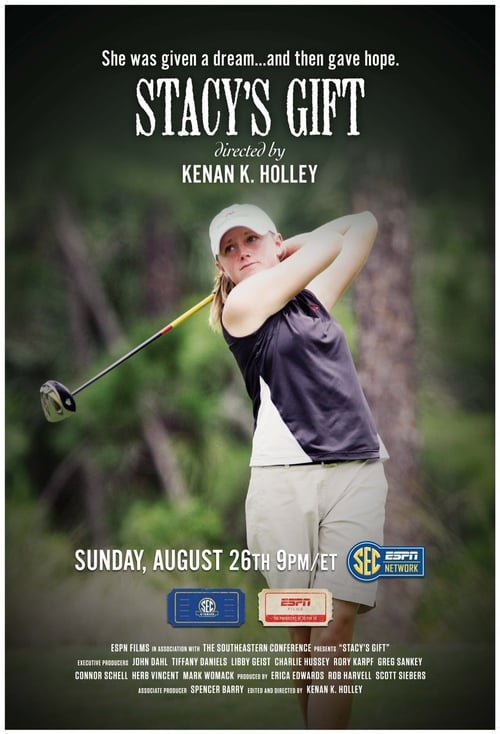 She was given a dream...and then gave hope.
STACY'S GIFT
directed by
KENAN K. HOLLEY
SUNDAY, AUGUST 26TH 9PM/ET
SEC ESPN
NETWORK
SEC
ESPN
FILMS
ESPN FILMS IN ASSOCIATION WITH THE SOUTHEASTERN CONFERENCE PRESENTS "STACY'S GIFT"
EXECUTIVE PRODUCERS JOHN DAHL TIFFANY DANIELS LIBBY GEIST CHARLIE HUSSEY RORY KARPF GREG SANKEY
CONNOR SCHELL HERB VINCENT MARK WOMACK PRODUCED BY ERICA EDWARDS ROB HARVELL SCOTT SIEBERS
ASSOCIATE PRODUCER SPENCER BARRY EDITED AND DIRECTED BY KENAN K. HOLLEY